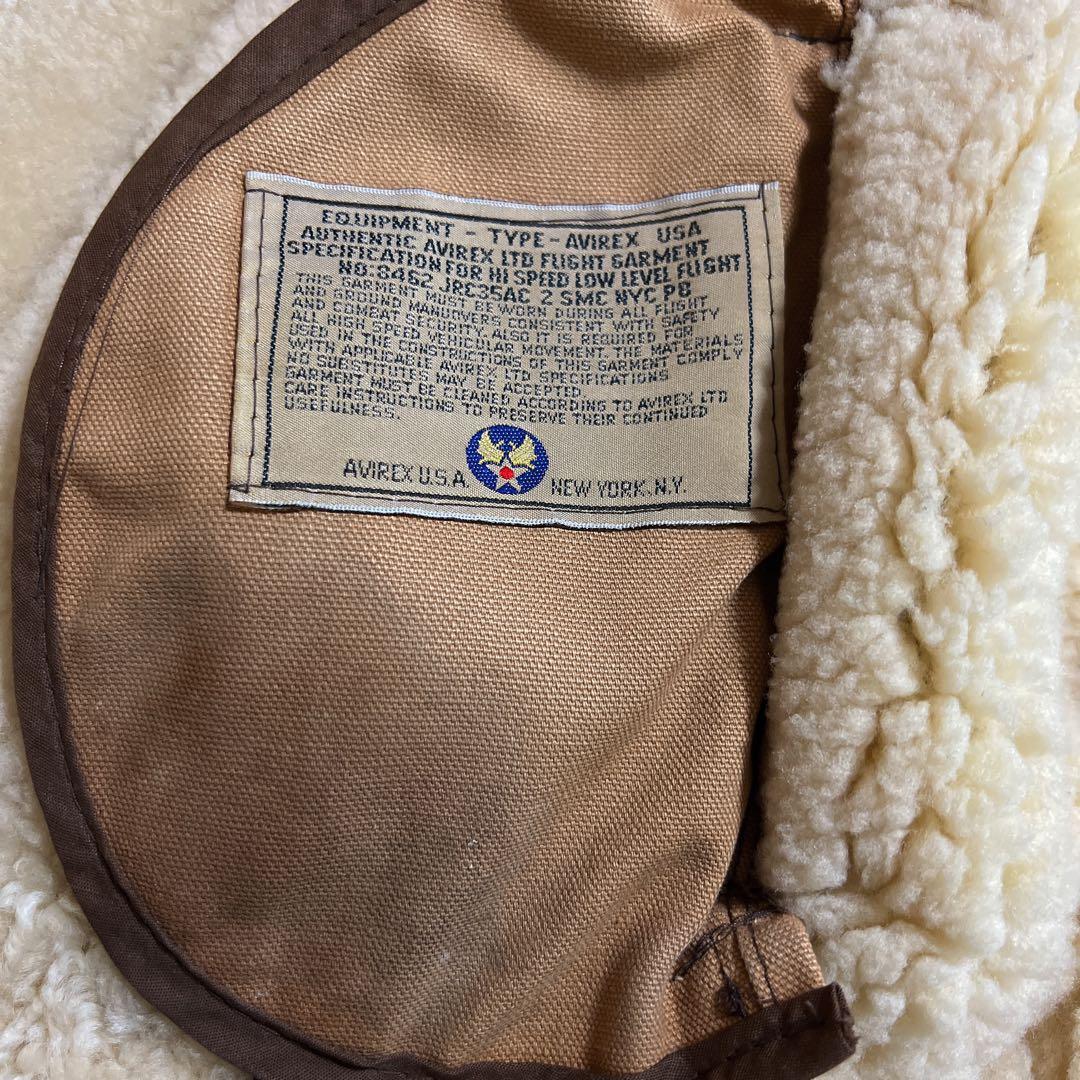 EQUIPMENT - TYPE - AVIREX USA
AUTHENTIC AVIREX LTD FLIGHT GARMENT
SPECIFICATION FOR HI SPEED LOW LEVEL FLIGHT
NO:8462 JRC35AC 2 SMC NYC PB
THIS GARMENT MUST BE WORN DURING ALL FLIGHT
AND GROUND MANUOVERS CONSISTENT WITH SAFETY
AND COMBAT SECURITY. ALSO IT IS REQUIRED FOR
ALL HIGH SPEED VEHICULAR MOVEMENT. THE MATERIALS
USED IN THE CONSTRUCTIONS OF THIS GARMENT COMPLY
WITH APPLICABLE AVIREX LTD SPECIFICATIONS
NO SUBSTITUTES MAY BE ACCEPTED.
GARMENT MUST BE CLEANED ACCORDING TO AVIREX LTD
CARE INSTRUCTIONS TO PRESERVE THEIR CONTINUED
USEFULNESS.
AVIREX U.S.A. NEW YORK. N.Y.